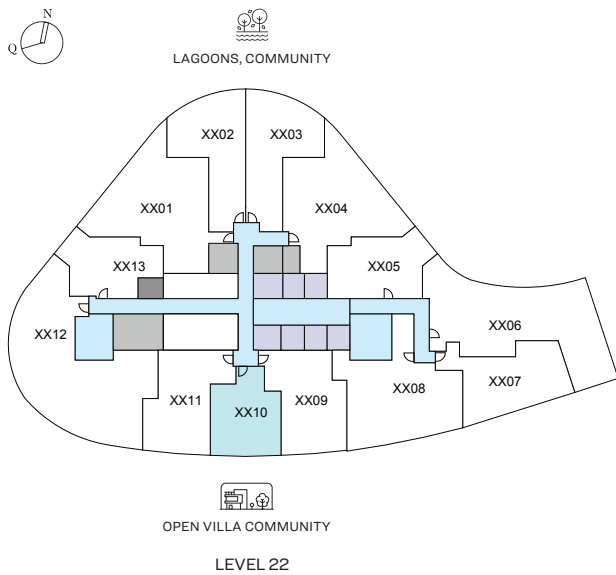 N
Q
LAGOONS, COMMUNITY
XX02
XX03
XX01
XX04
XX13
XX05
XX12
XX06
XX08
XX07
XX11
XX10
XX09
OPEN VILLA COMMUNITY
LEVEL 22